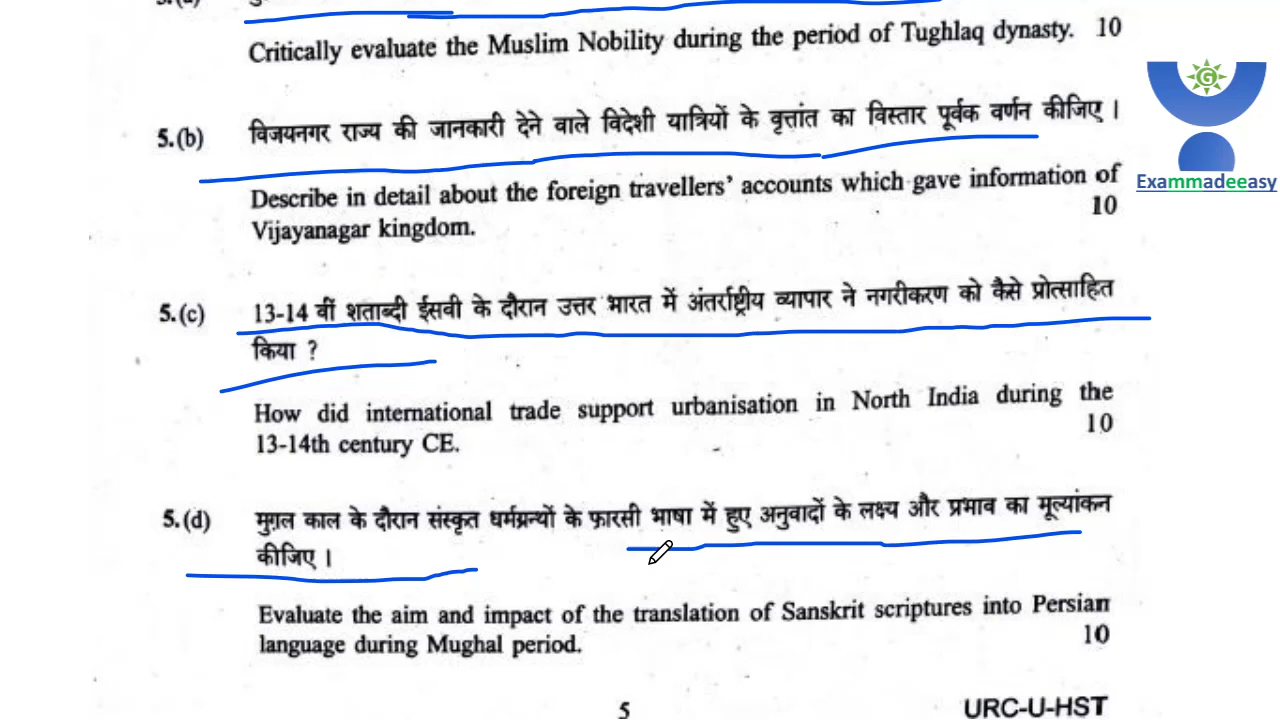 Critically evaluate the Muslim Nobility during the period of Tughlaq dynasty. 10
5.(b) विजयनगर राज्य की जानकारी देने वाले विदेशी यात्रियों के वृत्तांत का विस्तार पूर्वक वर्णन कीजिए।
Describe in detail about the foreign travellers' accounts which gave information of
Vijayanagar kingdom. 10
5.(c) 13-14 वीं शताब्दी ईसवी के दौरान उत्तर भारत में अंतर्राष्ट्रीय व्यापार ने नगरीकरण को कैसे प्रोत्साहित
किया ?
How did international trade support urbanisation in North India during the
13-14th century CE. 10
5.(d) मुग़ल काल के दौरान संस्कृत धर्मग्रन्थों के फ़ारसी भाषा में हुए अनुवादों के लक्ष्य और प्रभाव का मूल्यांकन
कीजिए।
Evaluate the aim and impact of the translation of Sanskrit scriptures into Persian
language during Mughal period. 10
5 URC-U-HST
G
Exammadeeasy